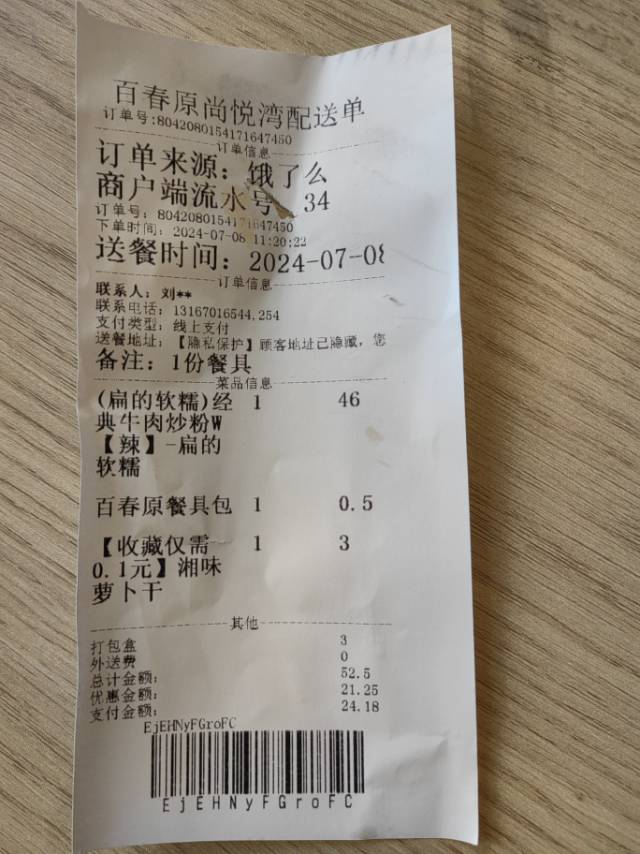 百春原尚悦湾配送单
订单号:8042080154171647450
订单信息
订单来源: 饿了么
商户端流水号 34
订单号: 8042080154171647450
下单时间: 2024-07-08 11:20:22
送餐时间: 2024-07-08
订单信息
联系人: 刘**
联系电话: 13167016544.254
支付类型: 线上支付
送餐地址: 【隐私保护】顾客地址已隐藏, 您
备注: 1份餐具
菜品信息
(扁的软糯)经 1 46
典牛肉炒粉W
【辣】-扁的
软糯
百春原餐具包 1 0.5
【收藏仅需 1 3
0.1元】湘味
萝卜干
其他
打包盒 3
外送费 0
总计金额: 52.5
优惠金额: 21.25
支付金额: 24.18
EjEHNyFGroFC
EjEHNyFGroFC